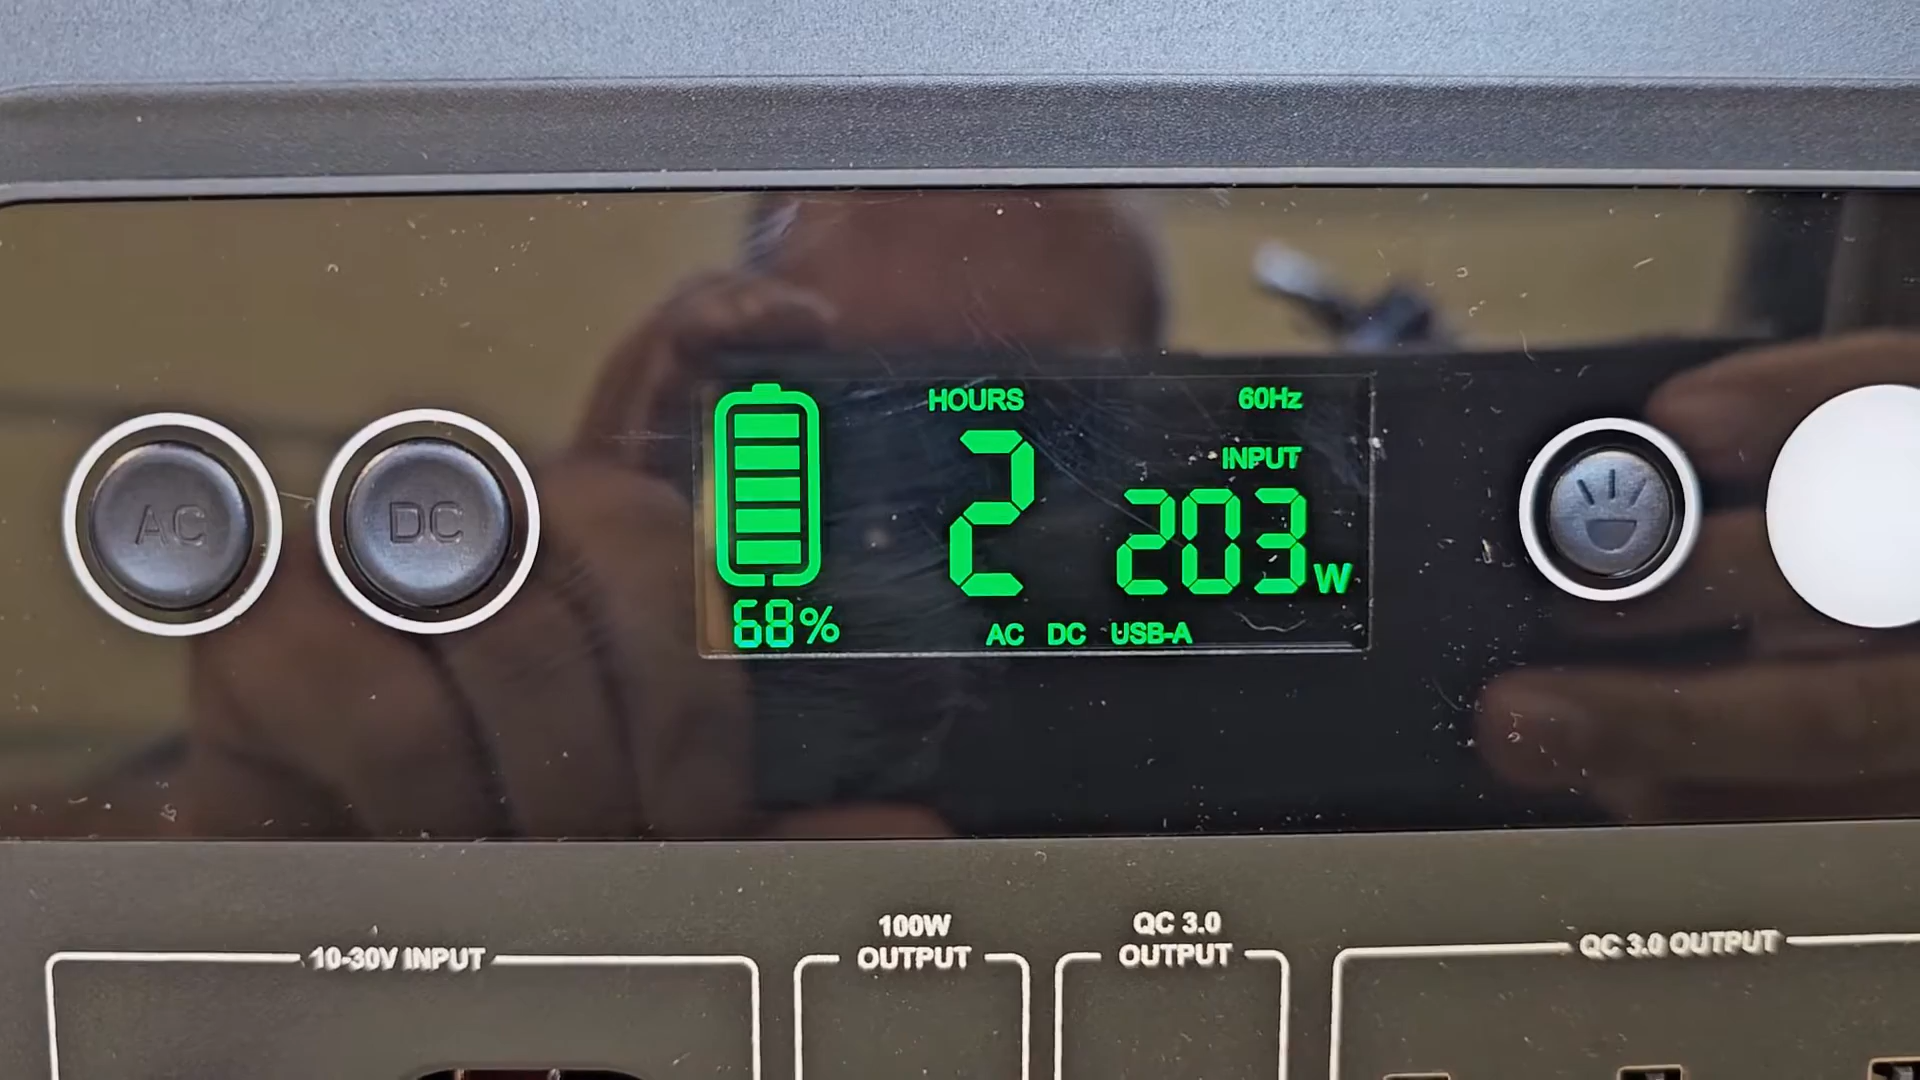 AC
DC
HOURS
60Hz
INPUT
2
203W
68%
AC DC USB-A
10-30V INPUT
100W
OUTPUT
QC 3.0
OUTPUT
QC 3.0 OUTPUT